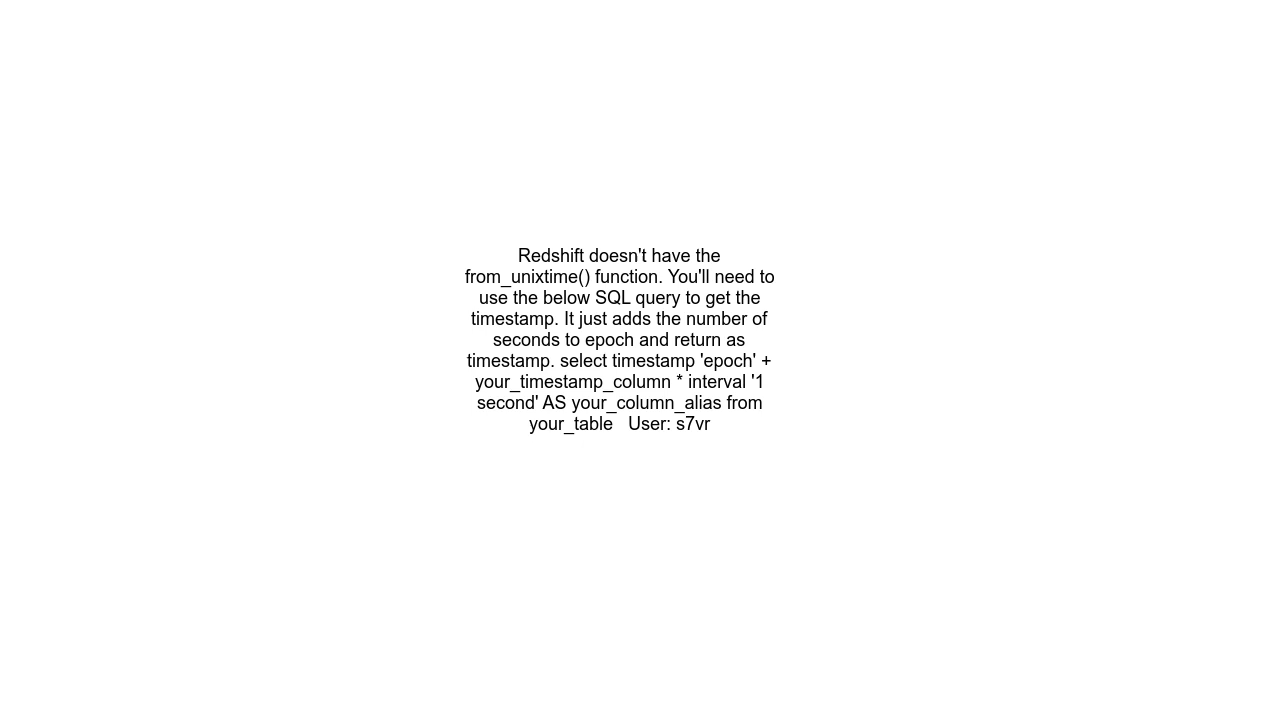 Redshift doesn't have the
from_unixtime() function. You'll need to
use the below SQL query to get the
timestamp. It just adds the number of
seconds to epoch and return as
timestamp. select timestamp 'epoch' +
your_timestamp_column * interval '1
second' AS your_column_alias from
your_table   User: s7vr